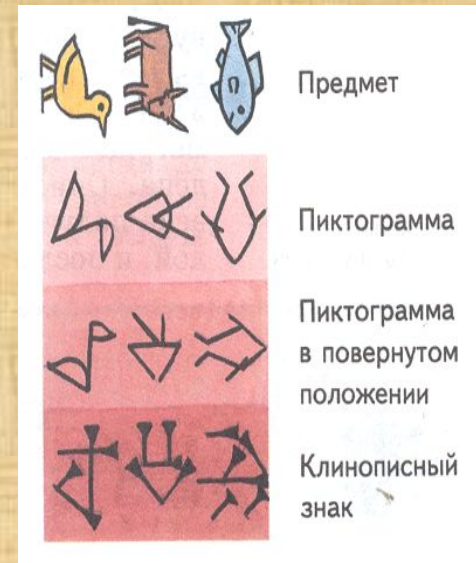 Предмет
Пиктограмма
Пиктограмма
в повернутом
положении
Клинописный
знак